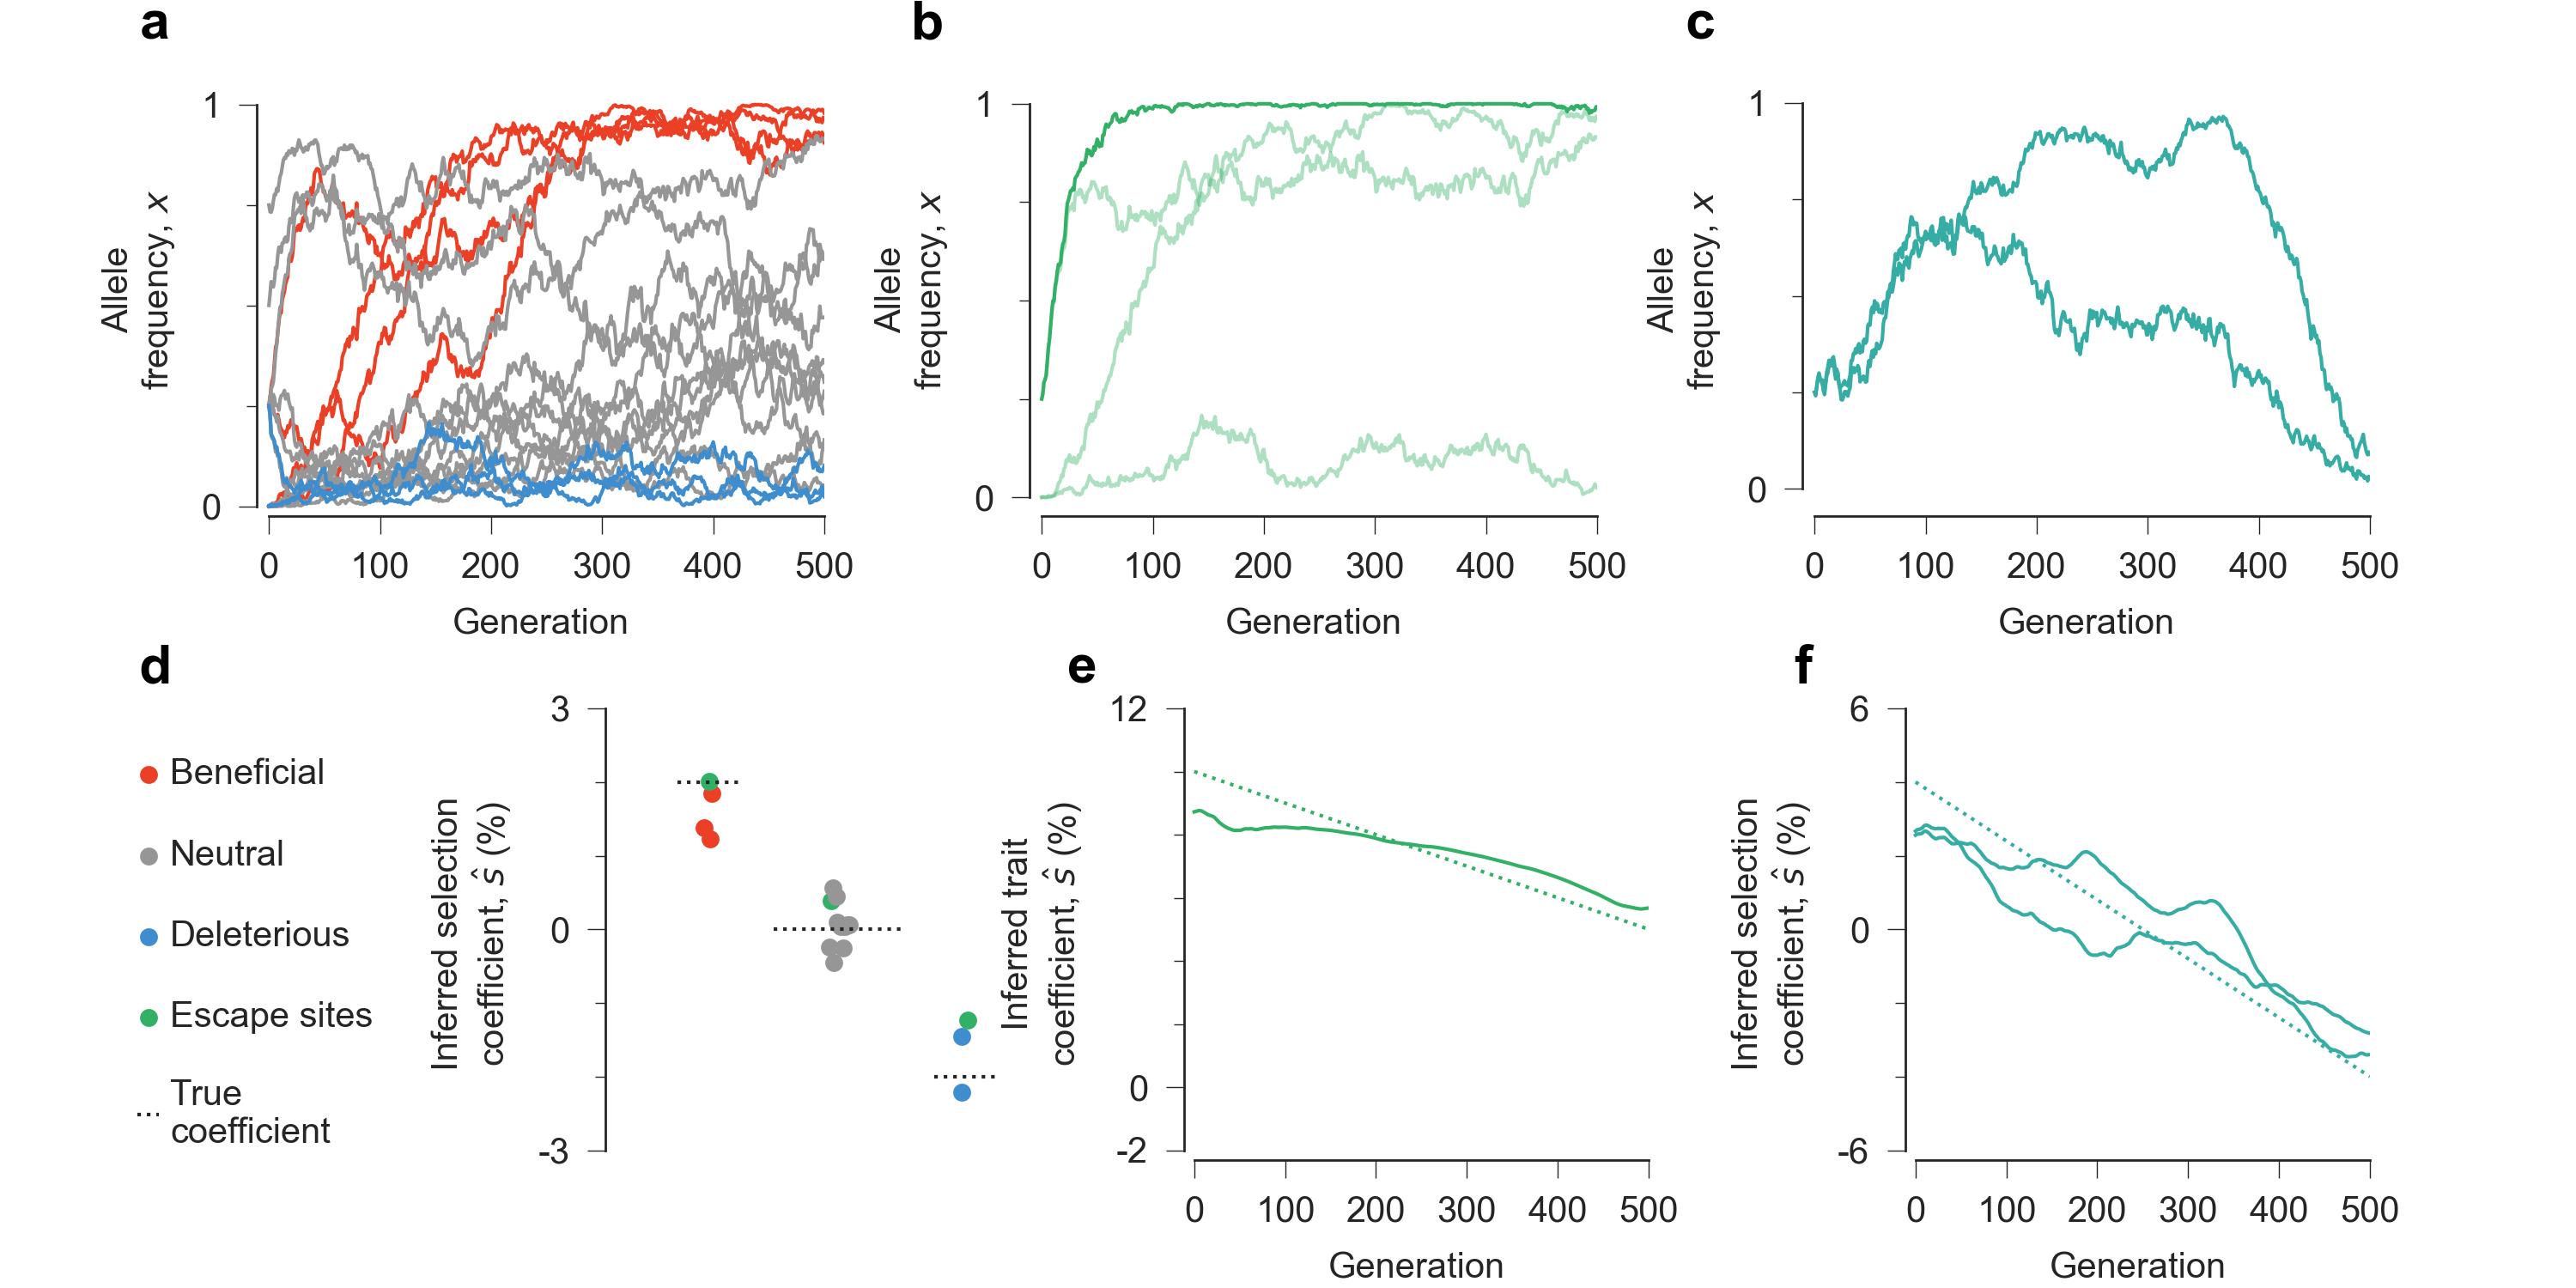 a
b
c
1
0
Allele
frequency, x
0 100 200 300 400 500
Generation
1
0
Allele
frequency, x
0 100 200 300 400 500
Generation
1
0
Allele
frequency, x
0 100 200 300 400 500
Generation
d
e
f
Beneficial
Neutral
Deleterious
Escape sites
True
coefficient
3
0
-3
Inferred selection
coefficient, ŝ (%)
12
0
-2
Inferred trait
coefficient, ŝ (%)
0 100 200 300 400 500
Generation
6
0
-6
Inferred selection
coefficient, ŝ (%)
0 100 200 300 400 500
Generation